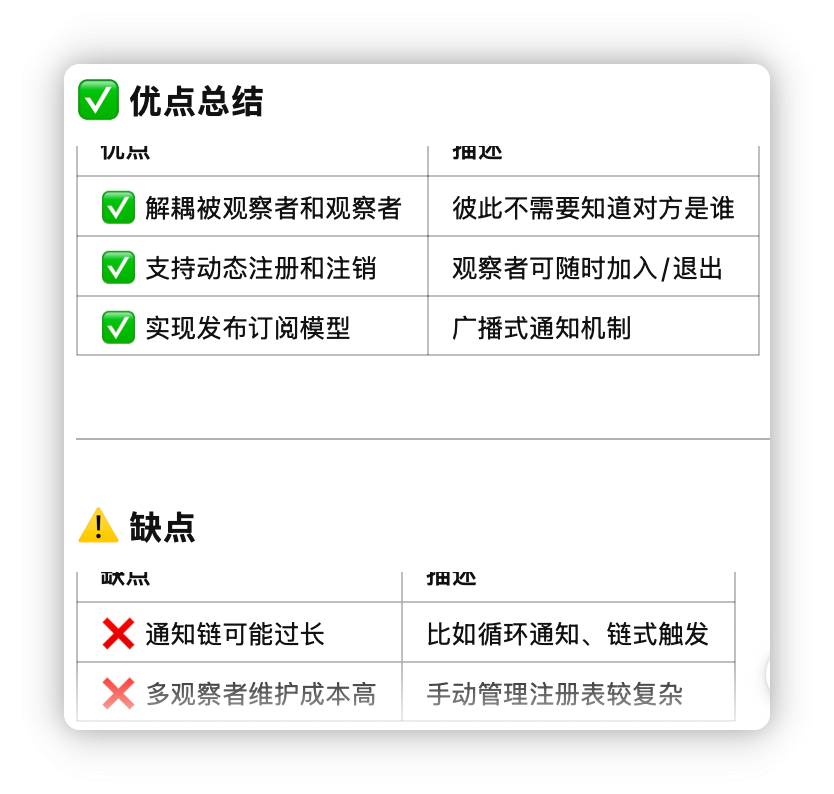 ✅ 优点总结
优点 描述
✅ 解耦被观察者和观察者 彼此不需要知道对方是谁
✅ 支持动态注册和注销 观察者可随时加入/退出
✅ 实现发布订阅模型 广播式通知机制
⚠️ 缺点
缺点 描述
❌ 通知链可能过长 比如循环通知、链式触发
❌ 多观察者维护成本高 手动管理注册表较复杂